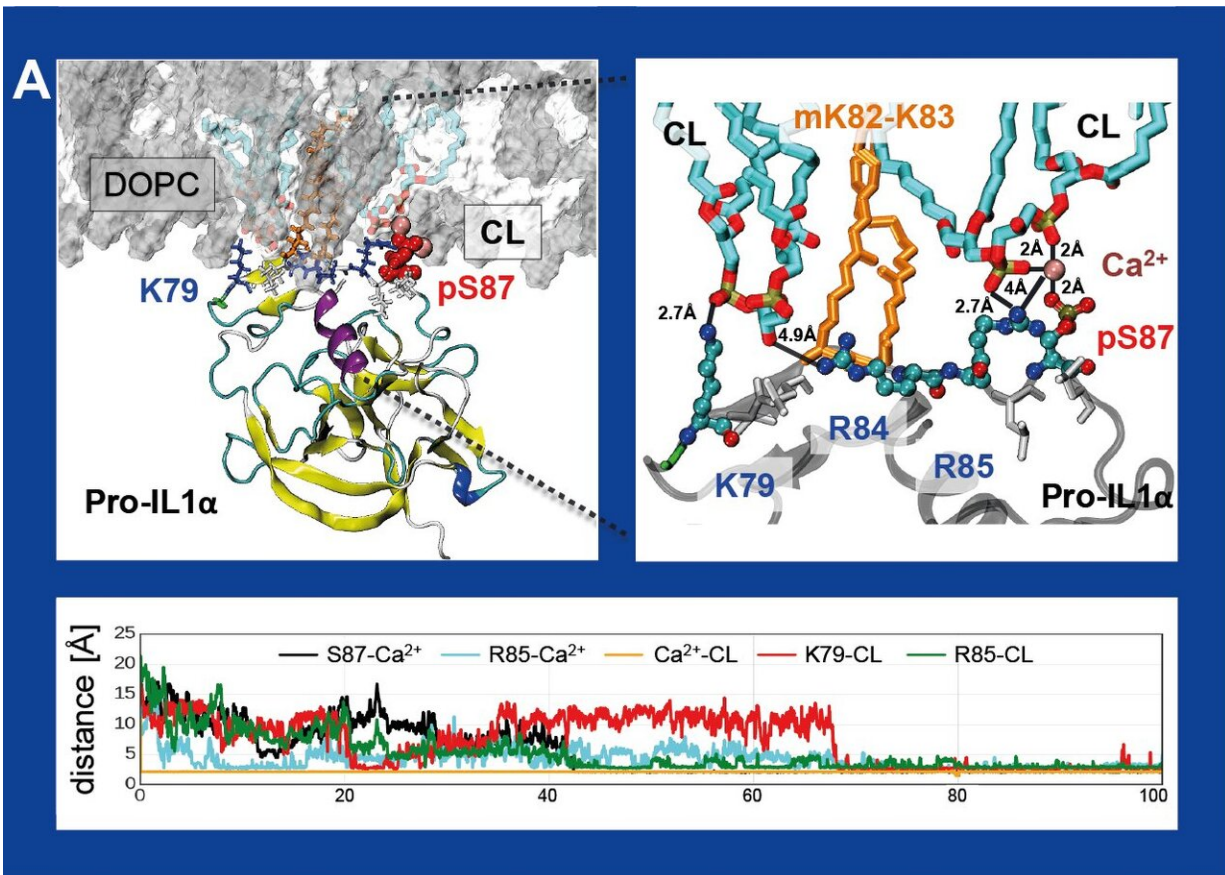 A
DOPC
CL
K79
pS87
Pro-IL1α
CL
mK82-K83
CL
2Å
2Å
Ca²⁺
2.7Å
4Å
2Å
2.7Å
4.9Å
pS87
R84
K79
R85
Pro-IL1α
distance [Å]
25
20
15
10
5
0
S87-Ca²⁺ R85-Ca²⁺ Ca²⁺-CL K79-CL R85-CL
0 20 40 60 80 100